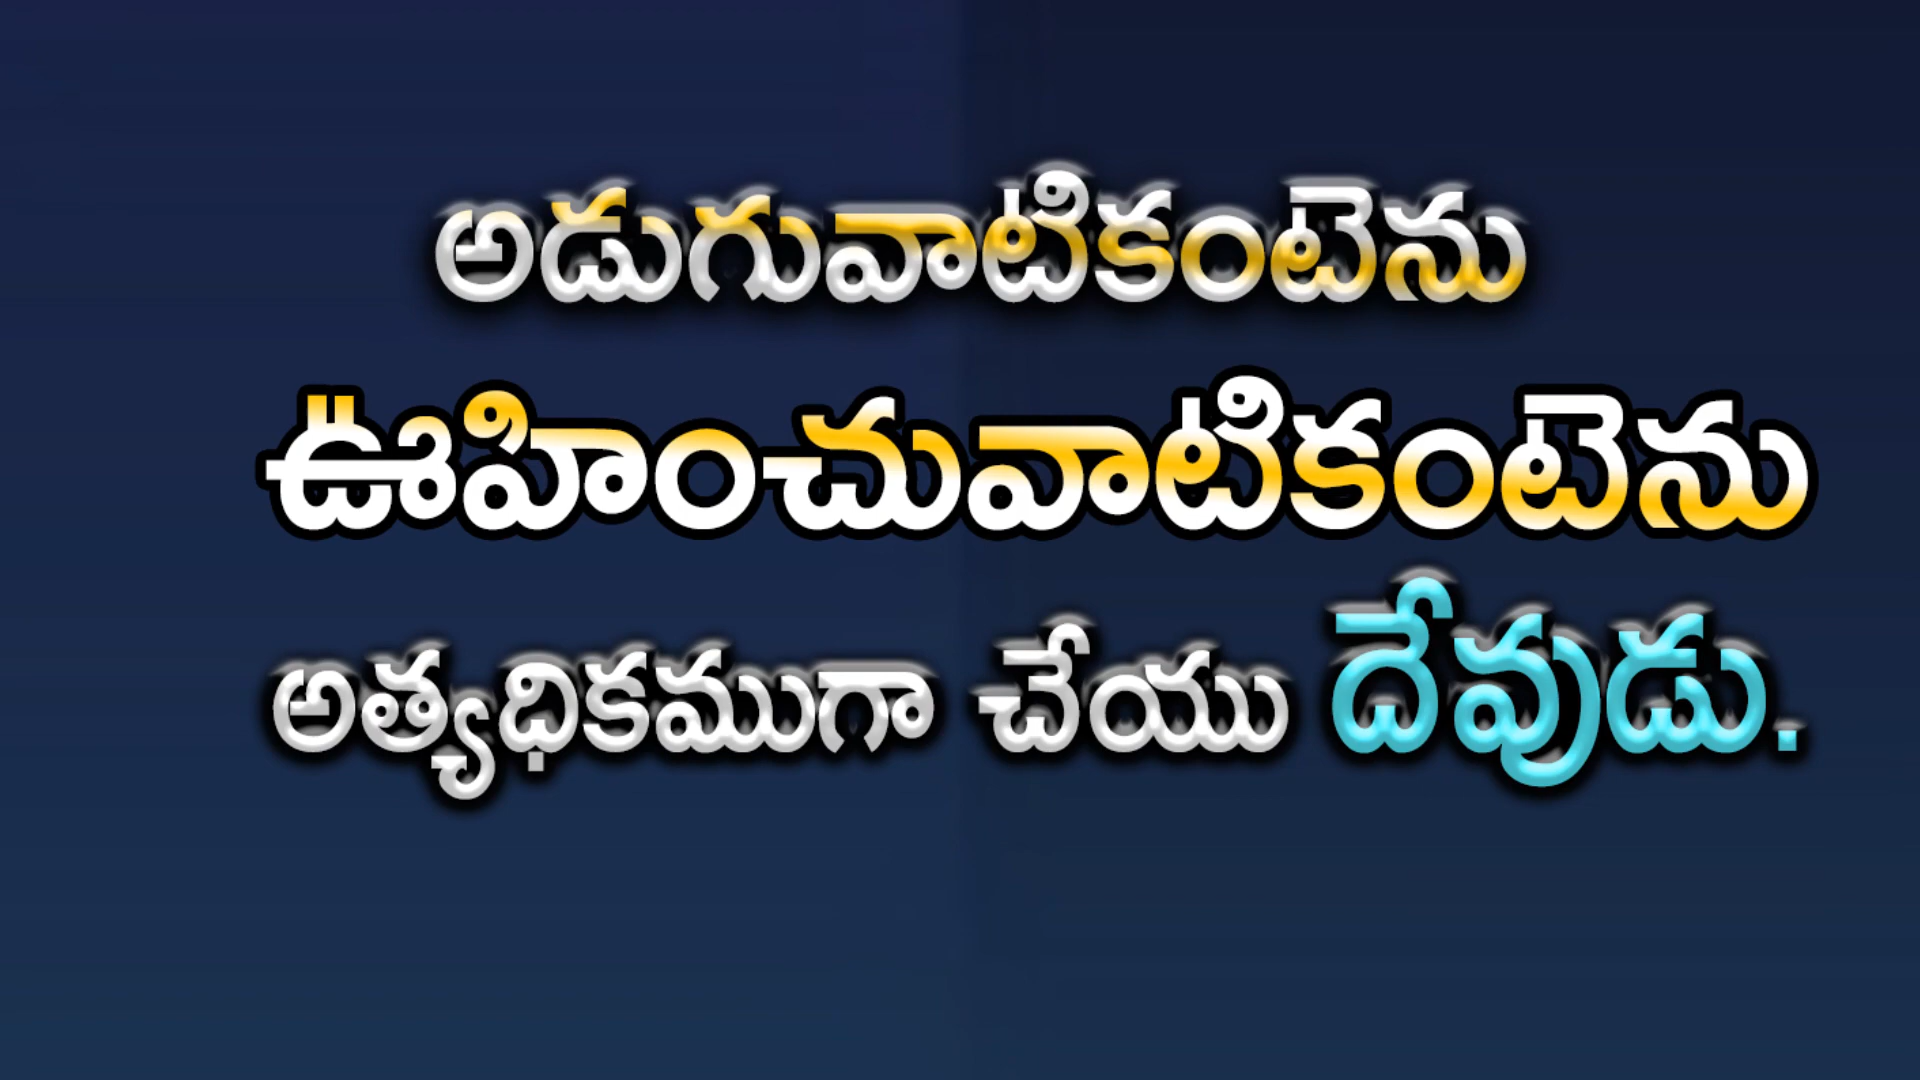 అడుగువాటికంటెను
ఊహించువాటికంటెను
అత్యధికముగా చేయు దేవుడు.